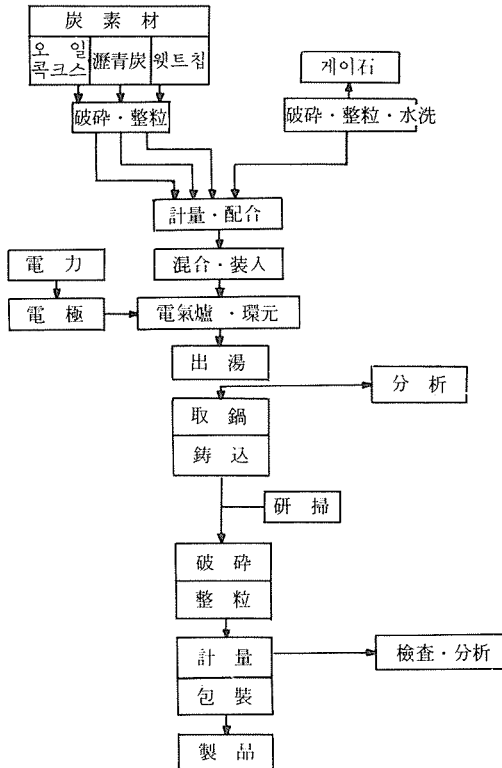 炭素材
오일
콕크스
瀝青炭
웟트칩
게이石
破砕・整粒
破砕・整粒・水洗
計量・配合
電力
混合・装入
電極
電氣爐・環元
出湯
分析
取鍋
鋳込
研掃
破砕
整粒
計量
檢査・分析
包裝
製品